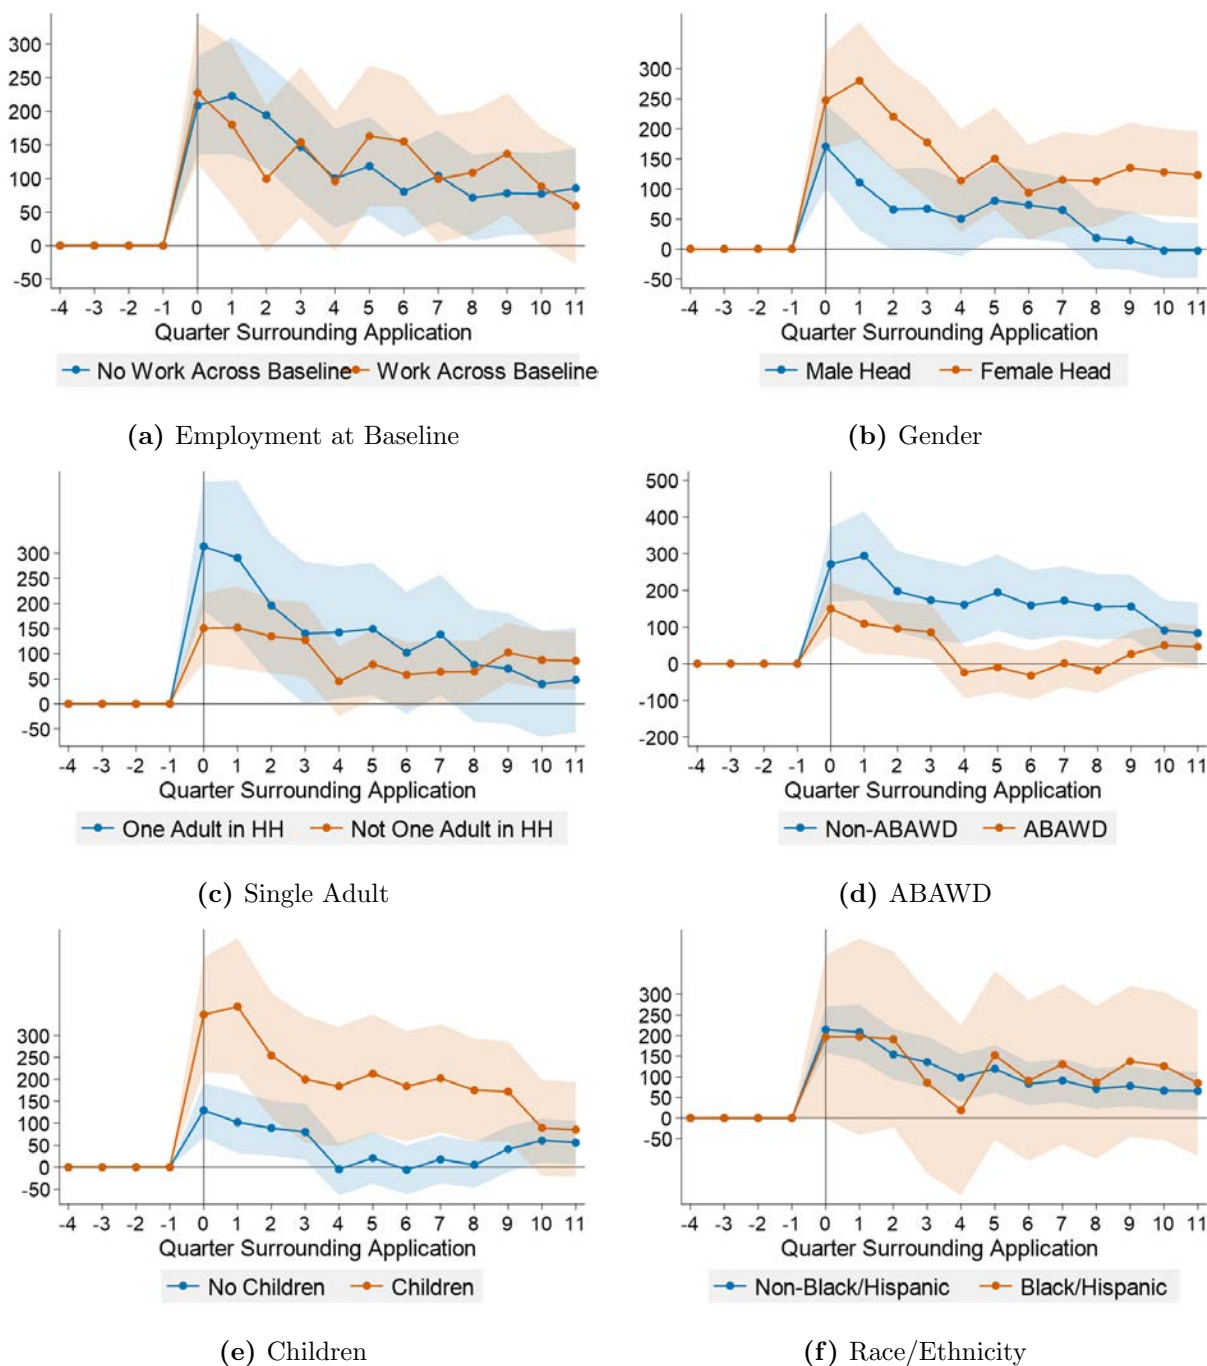 300
250
200
150
100
50
0
-50
-4 -3 -2 -1 0 1 2 3 4 5 6 7 8 9 10 11
Quarter Surrounding Application
No Work Across Baseline Work Across Baseline
(a) Employment at Baseline
300
250
200
150
100
50
0
-50
-4 -3 -2 -1 0 1 2 3 4 5 6 7 8 9 10 11
Quarter Surrounding Application
Male Head Female Head
(b) Gender
300
250
200
150
100
50
0
-50
-4 -3 -2 -1 0 1 2 3 4 5 6 7 8 9 10 11
Quarter Surrounding Application
One Adult in HH Not One Adult in HH
(c) Single Adult
500
400
300
200
100
0
-100
-200
-4 -3 -2 -1 0 1 2 3 4 5 6 7 8 9 10 11
Quarter Surrounding Application
Non-ABAWD ABAWD
(d) ABAWD
300
250
200
150
100
50
0
-50
-4 -3 -2 -1 0 1 2 3 4 5 6 7 8 9 10 11
Quarter Surrounding Application
No Children Children
(e) Children
300
250
200
150
100
50
0
-50
-4 -3 -2 -1 0 1 2 3 4 5 6 7 8 9 10 11
Quarter Surrounding Application
Non-Black/Hispanic Black/Hispanic
(f) Race/Ethnicity